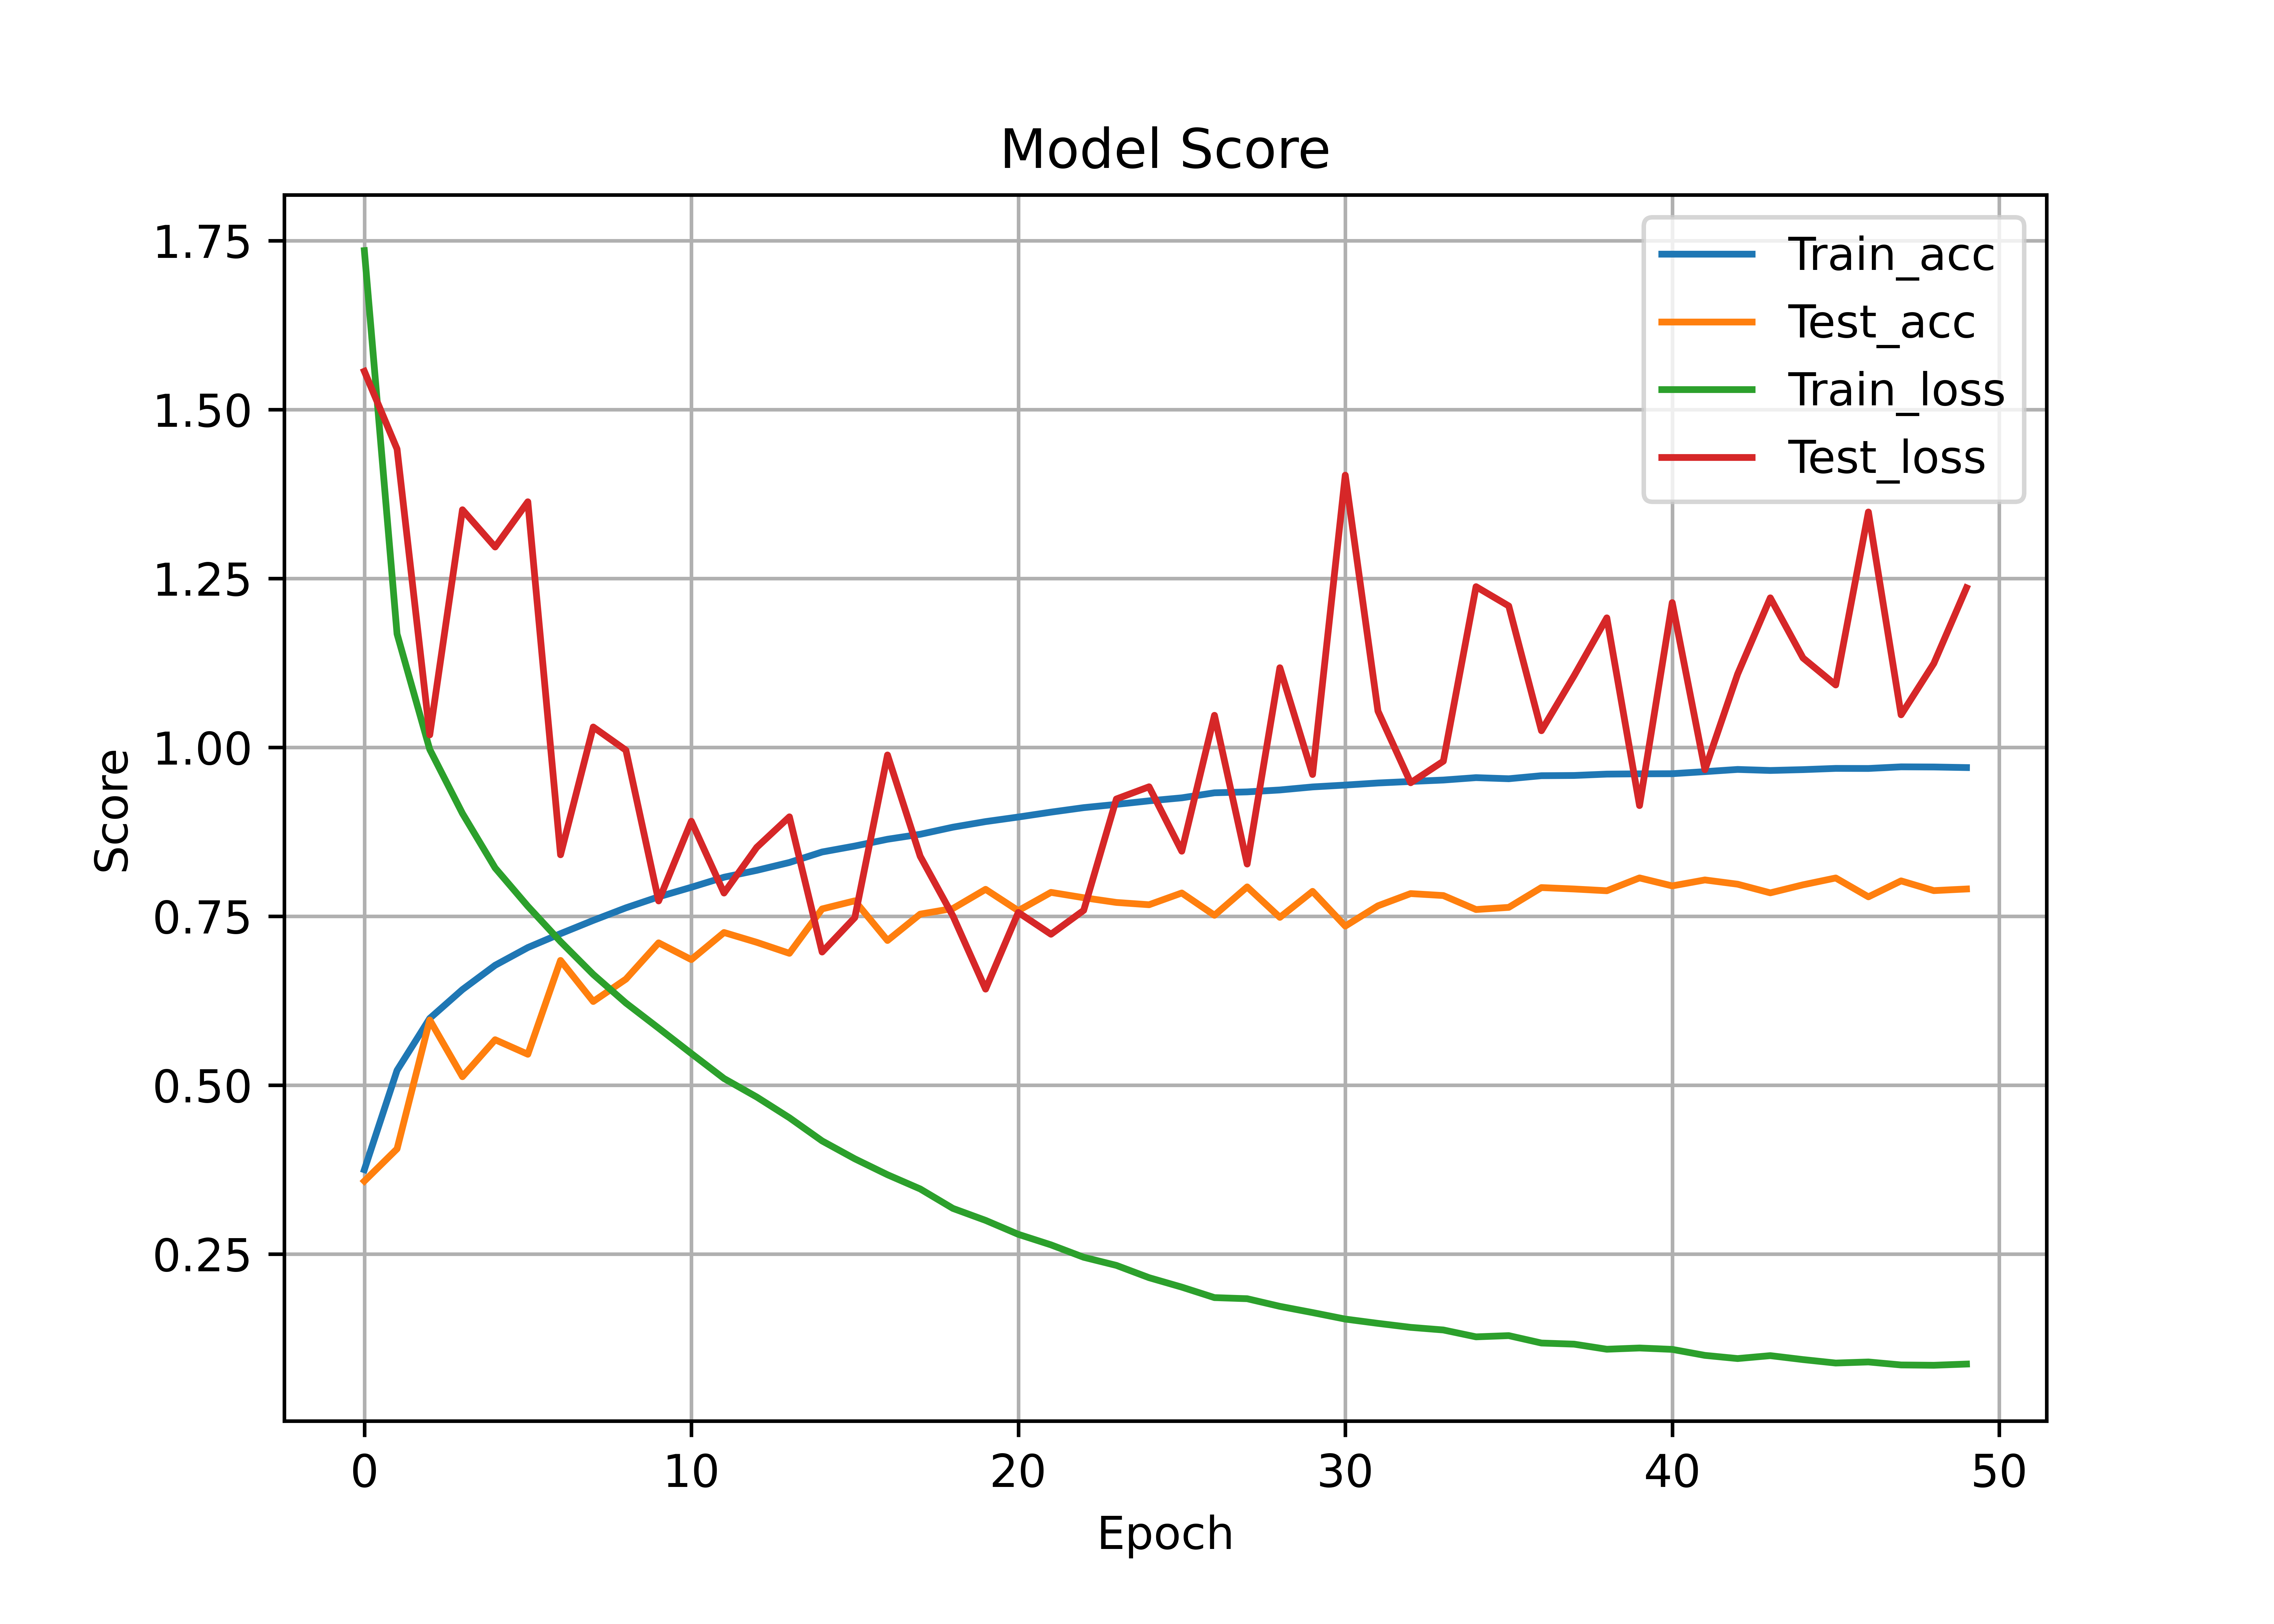 Model Score
Train_acc
Test_acc
Train_loss
Test_loss
1.75
1.50
1.25
1.00
0.75
0.50
0.25
Score
0 10 20 30 40 50
Epoch